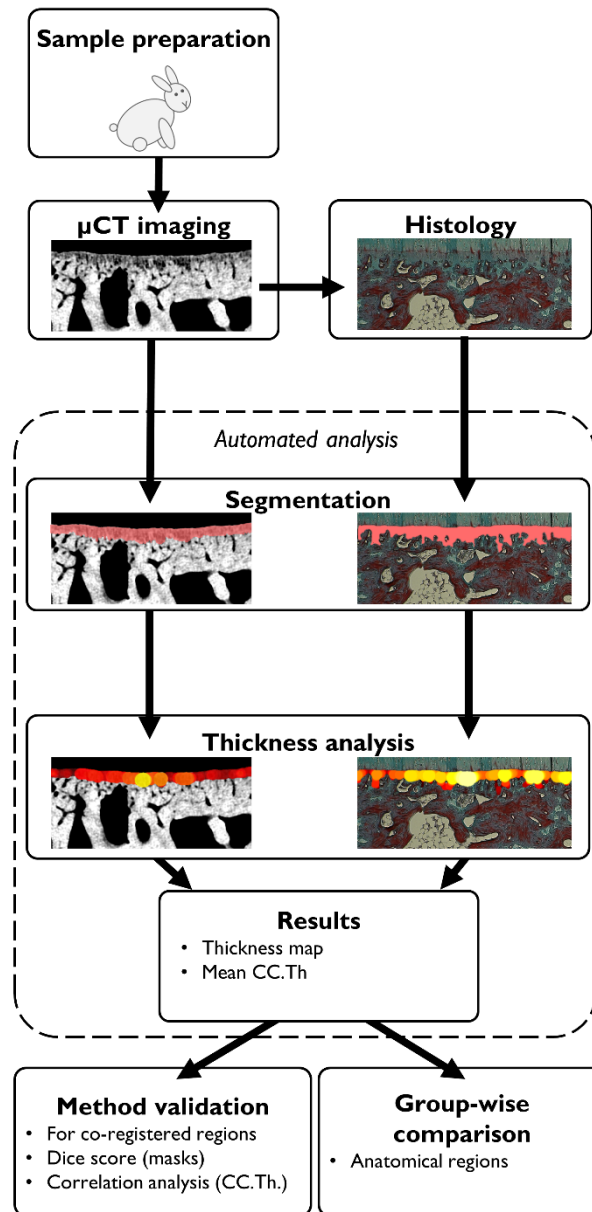 Sample preparation
µCT imaging
Histology
Automated analysis
Segmentation
Thickness analysis
Results
• Thickness map
• Mean CC.Th
Method validation
• For co-registered regions
• Dice score (masks)
• Correlation analysis (CC.Th.)
Group-wise
comparison
• Anatomical regions